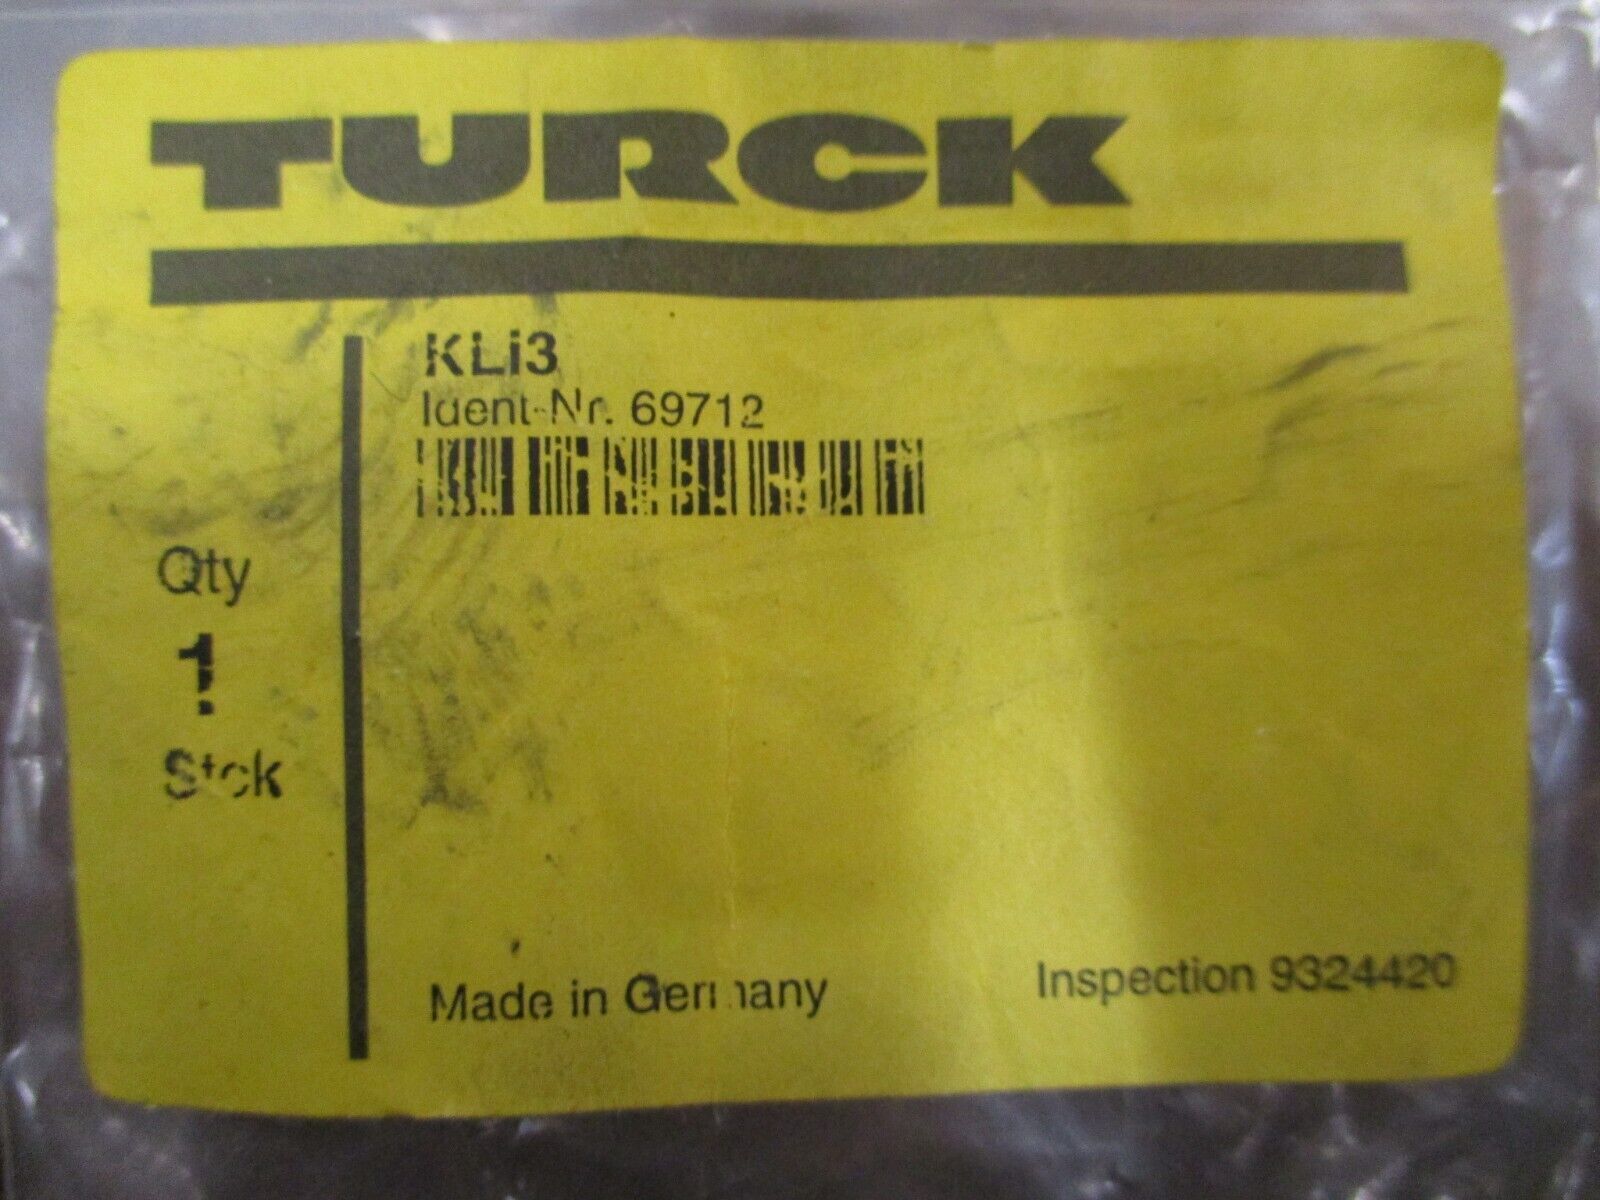 TURCK
KLi3
Ident-Nr. 69712
Qty
1
Stck
Made in Germany
Inspection 9324420